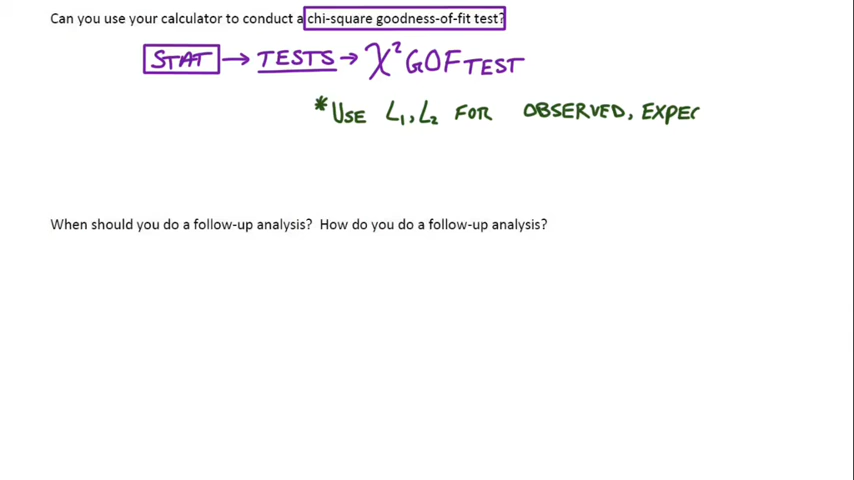 Can you use your calculator to conduct a chi-square goodness-of-fit test?
STAT → TESTS → χ² GOF TEST
*USE L₁, L₂ FOR OBSERVED, EXPEC
When should you do a follow-up analysis? How do you do a follow-up analysis?